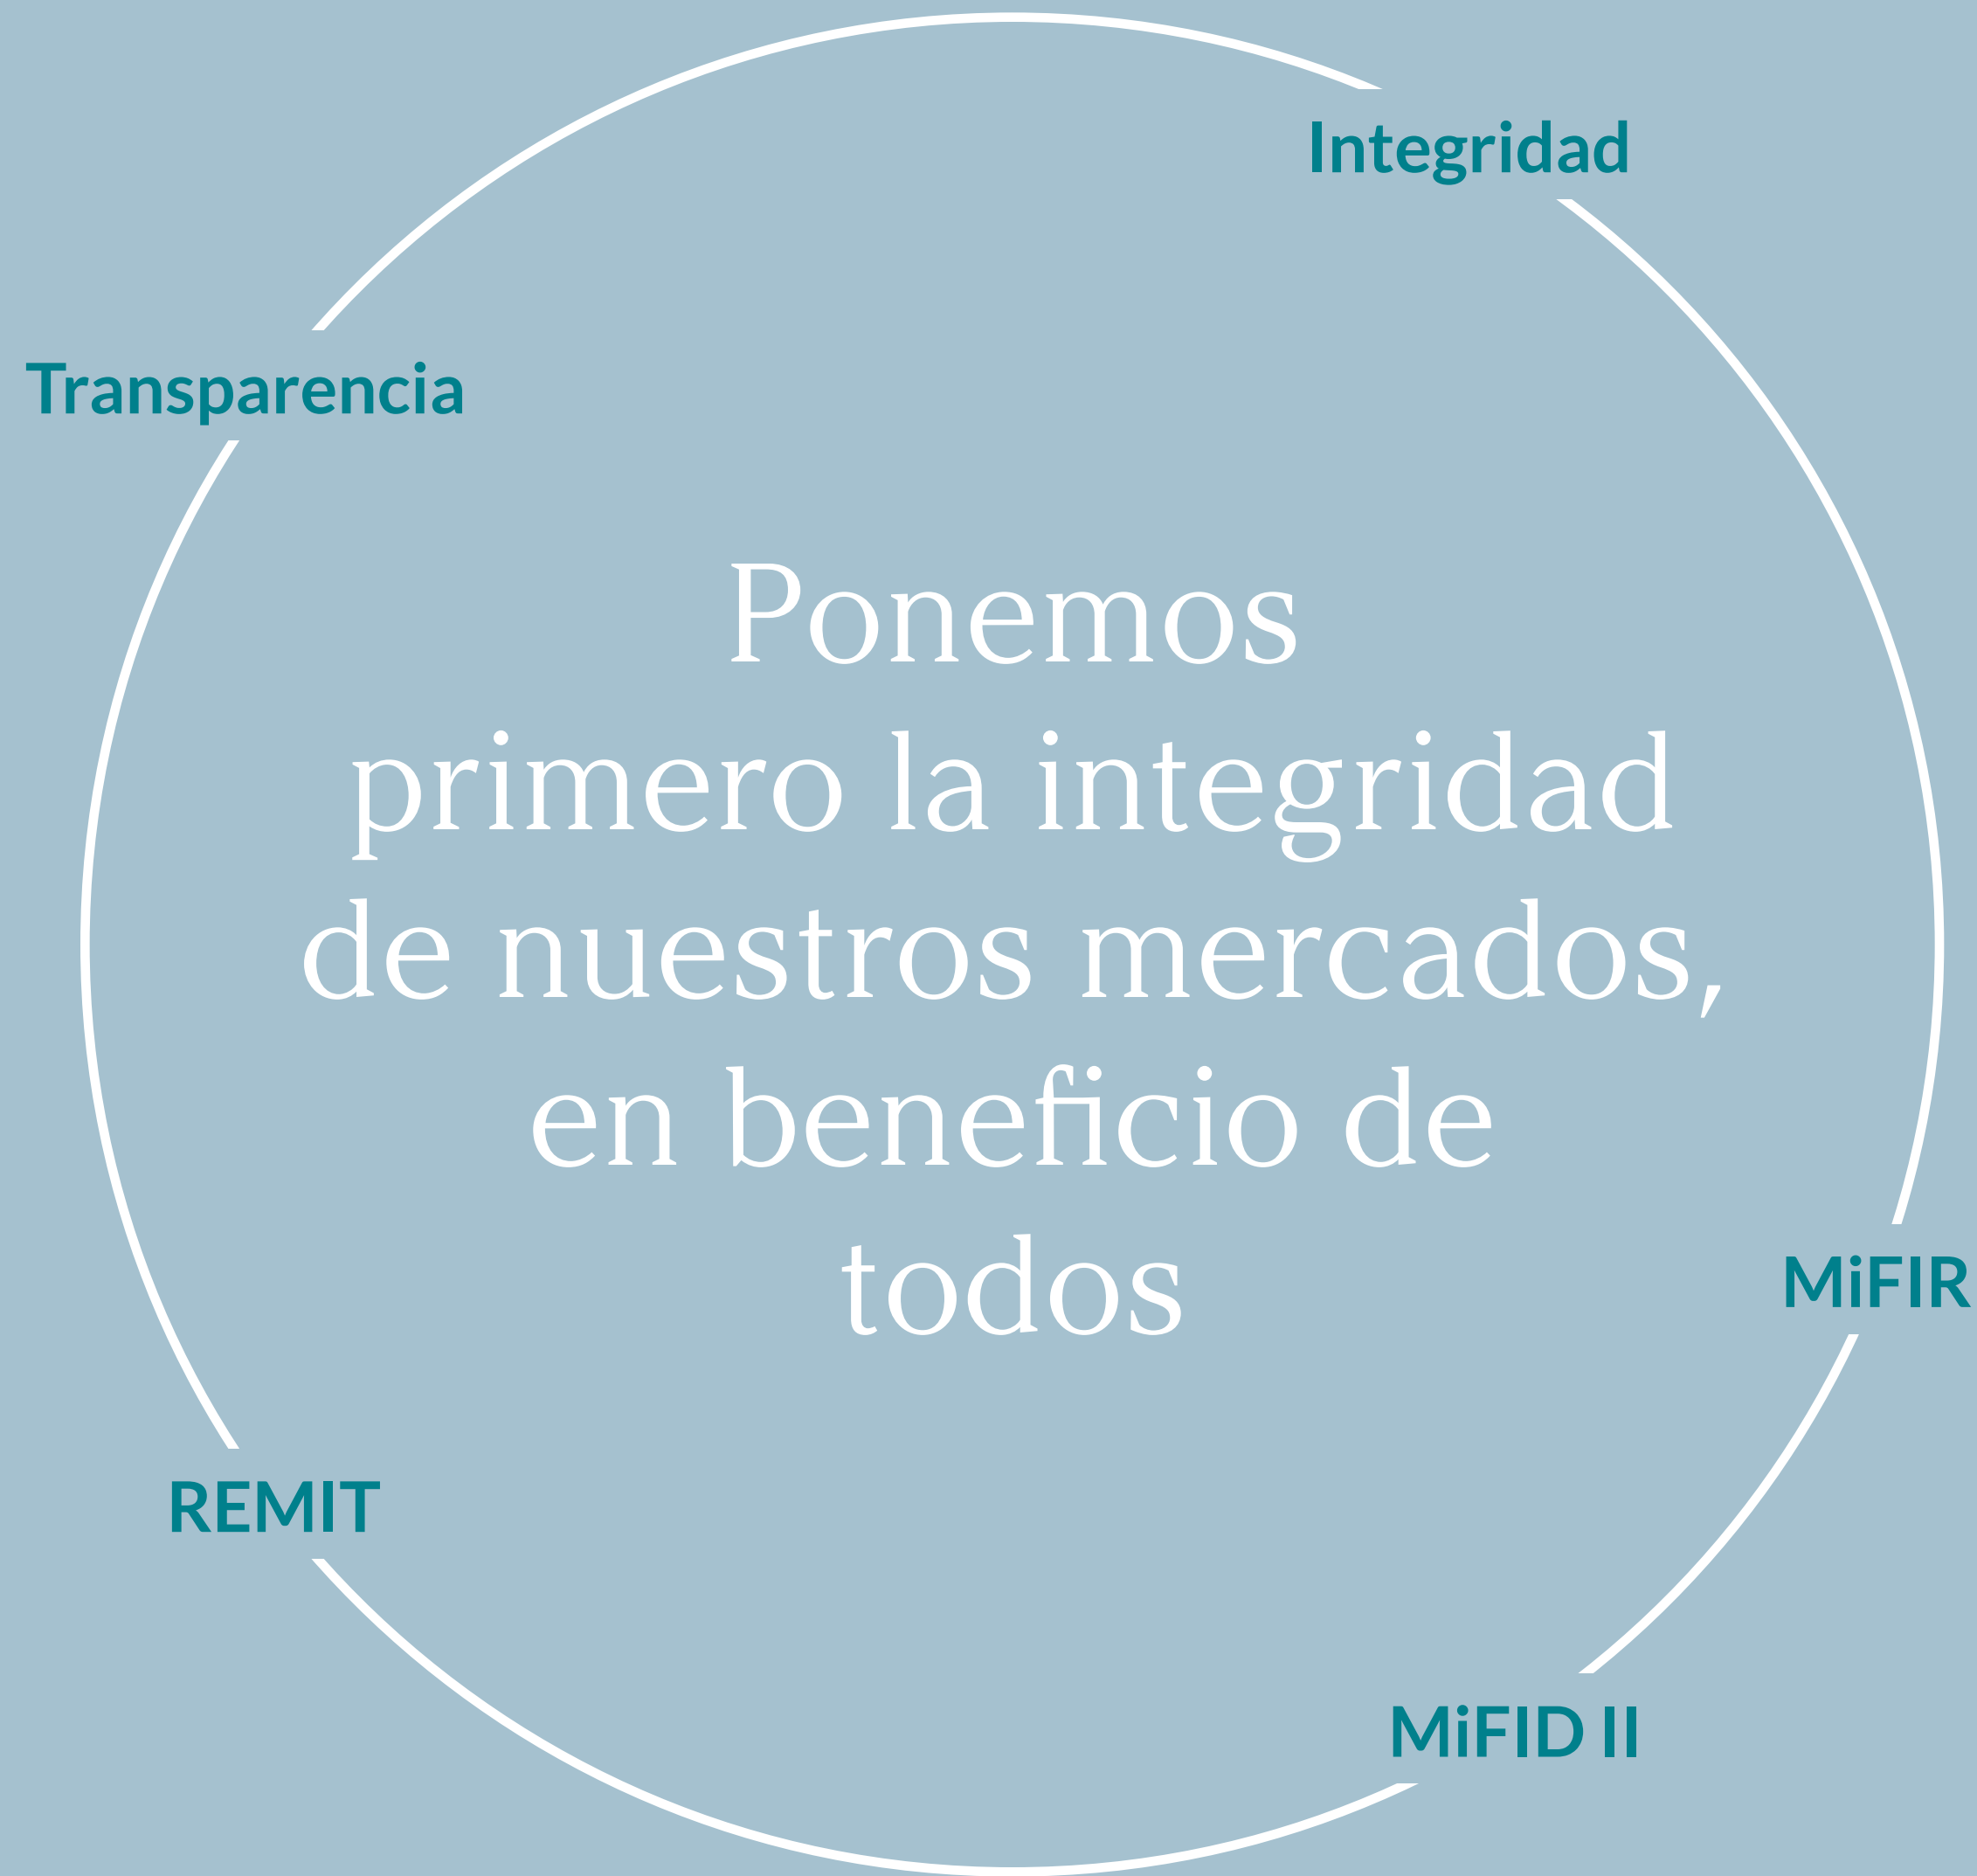 Integridad
Transparencia
Ponemos
primero la integridad
de nuestros mercados,
en beneficio de
todos
MiFIR
REMIT
MiFID II